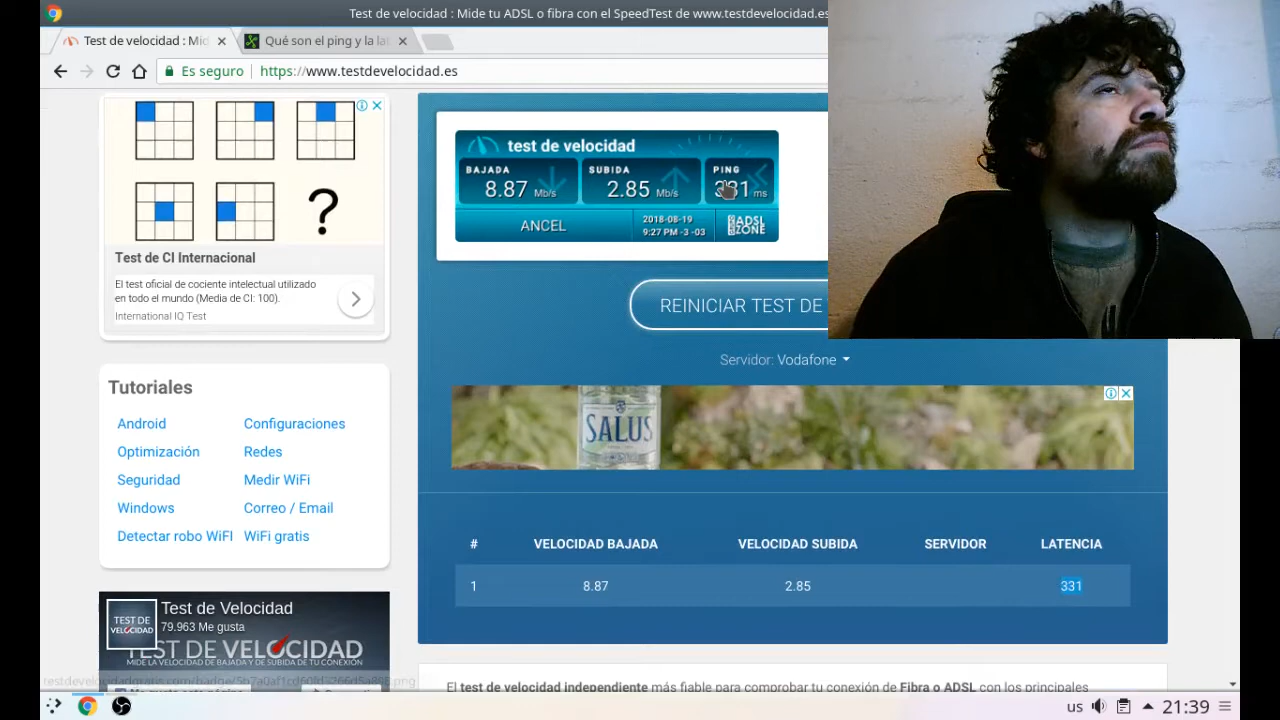 Test de velocidad : Mide tu ADSL o fibra con el SpeedTest de www.testdevelocidad.es
Test de velocidad : Mi
Qué son el ping y la lat
Es seguro
https://www.testdevelocidad.es
?
Test de CI Internacional
El test oficial de cociente intelectual utilizado
en todo el mundo (Media de CI: 100).
International IQ Test
test de velocidad
BAJADA
8.87 Mb/s
SUBIDA
2.85 Mb/s
PING
331 ms
ANCEL
2018-08-19
9:27 PM -3 -03
ADSL
ZONE
REINICIAR TEST DE
Servidor: Vodafone
SALUS
Tutoriales
Android
Configuraciones
Optimización
Redes
Seguridad
Medir WiFi
Windows
Correo / Email
Detectar robo WiFI
WiFi gratis
# VELOCIDAD BAJADA VELOCIDAD SUBIDA SERVIDOR LATENCIA
1 8.87 2.85 331
TEST DE
VELOCIDAD
Test de Velocidad
79.963 Me gusta
TEST DE VELOCIDAD
MIDE LA VELOCIDAD DE BAJADA Y DE SUBIDA DE TU CONEXIÓN
El test de velocidad independiente más fiable para comprobar tu conexión de Fibra o ADSL con los principales
us
21:39